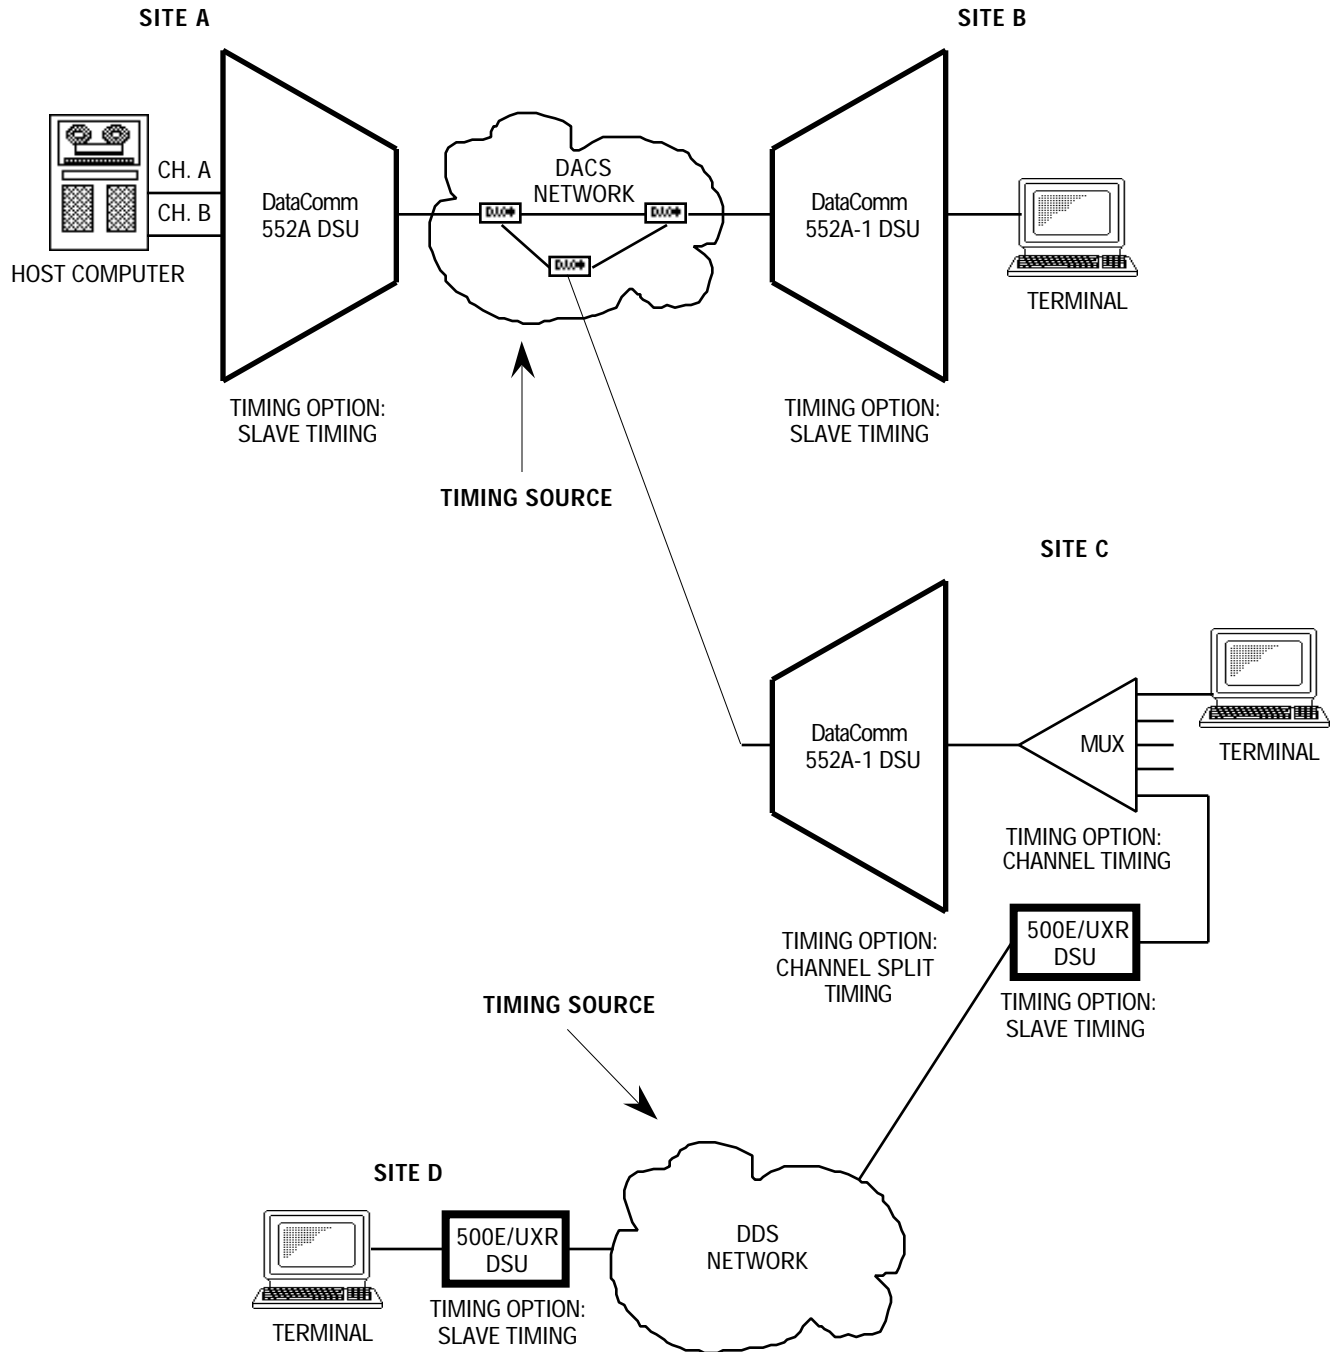 SITE A
SITE B
CH. A
CH. B
HOST COMPUTER
DataComm
552A DSU
DACS
NETWORK
DataComm
552A-1 DSU
TERMINAL
TIMING OPTION:
SLAVE TIMING
TIMING OPTION:
SLAVE TIMING
TIMING SOURCE
SITE C
DataComm
552A-1 DSU
MUX
TERMINAL
TIMING OPTION:
CHANNEL TIMING
TIMING OPTION:
CHANNEL SPLIT
TIMING
500E/UXR
DSU
TIMING OPTION:
SLAVE TIMING
TIMING SOURCE
SITE D
500E/UXR
DSU
DDS
NETWORK
TERMINAL
TIMING OPTION:
SLAVE TIMING